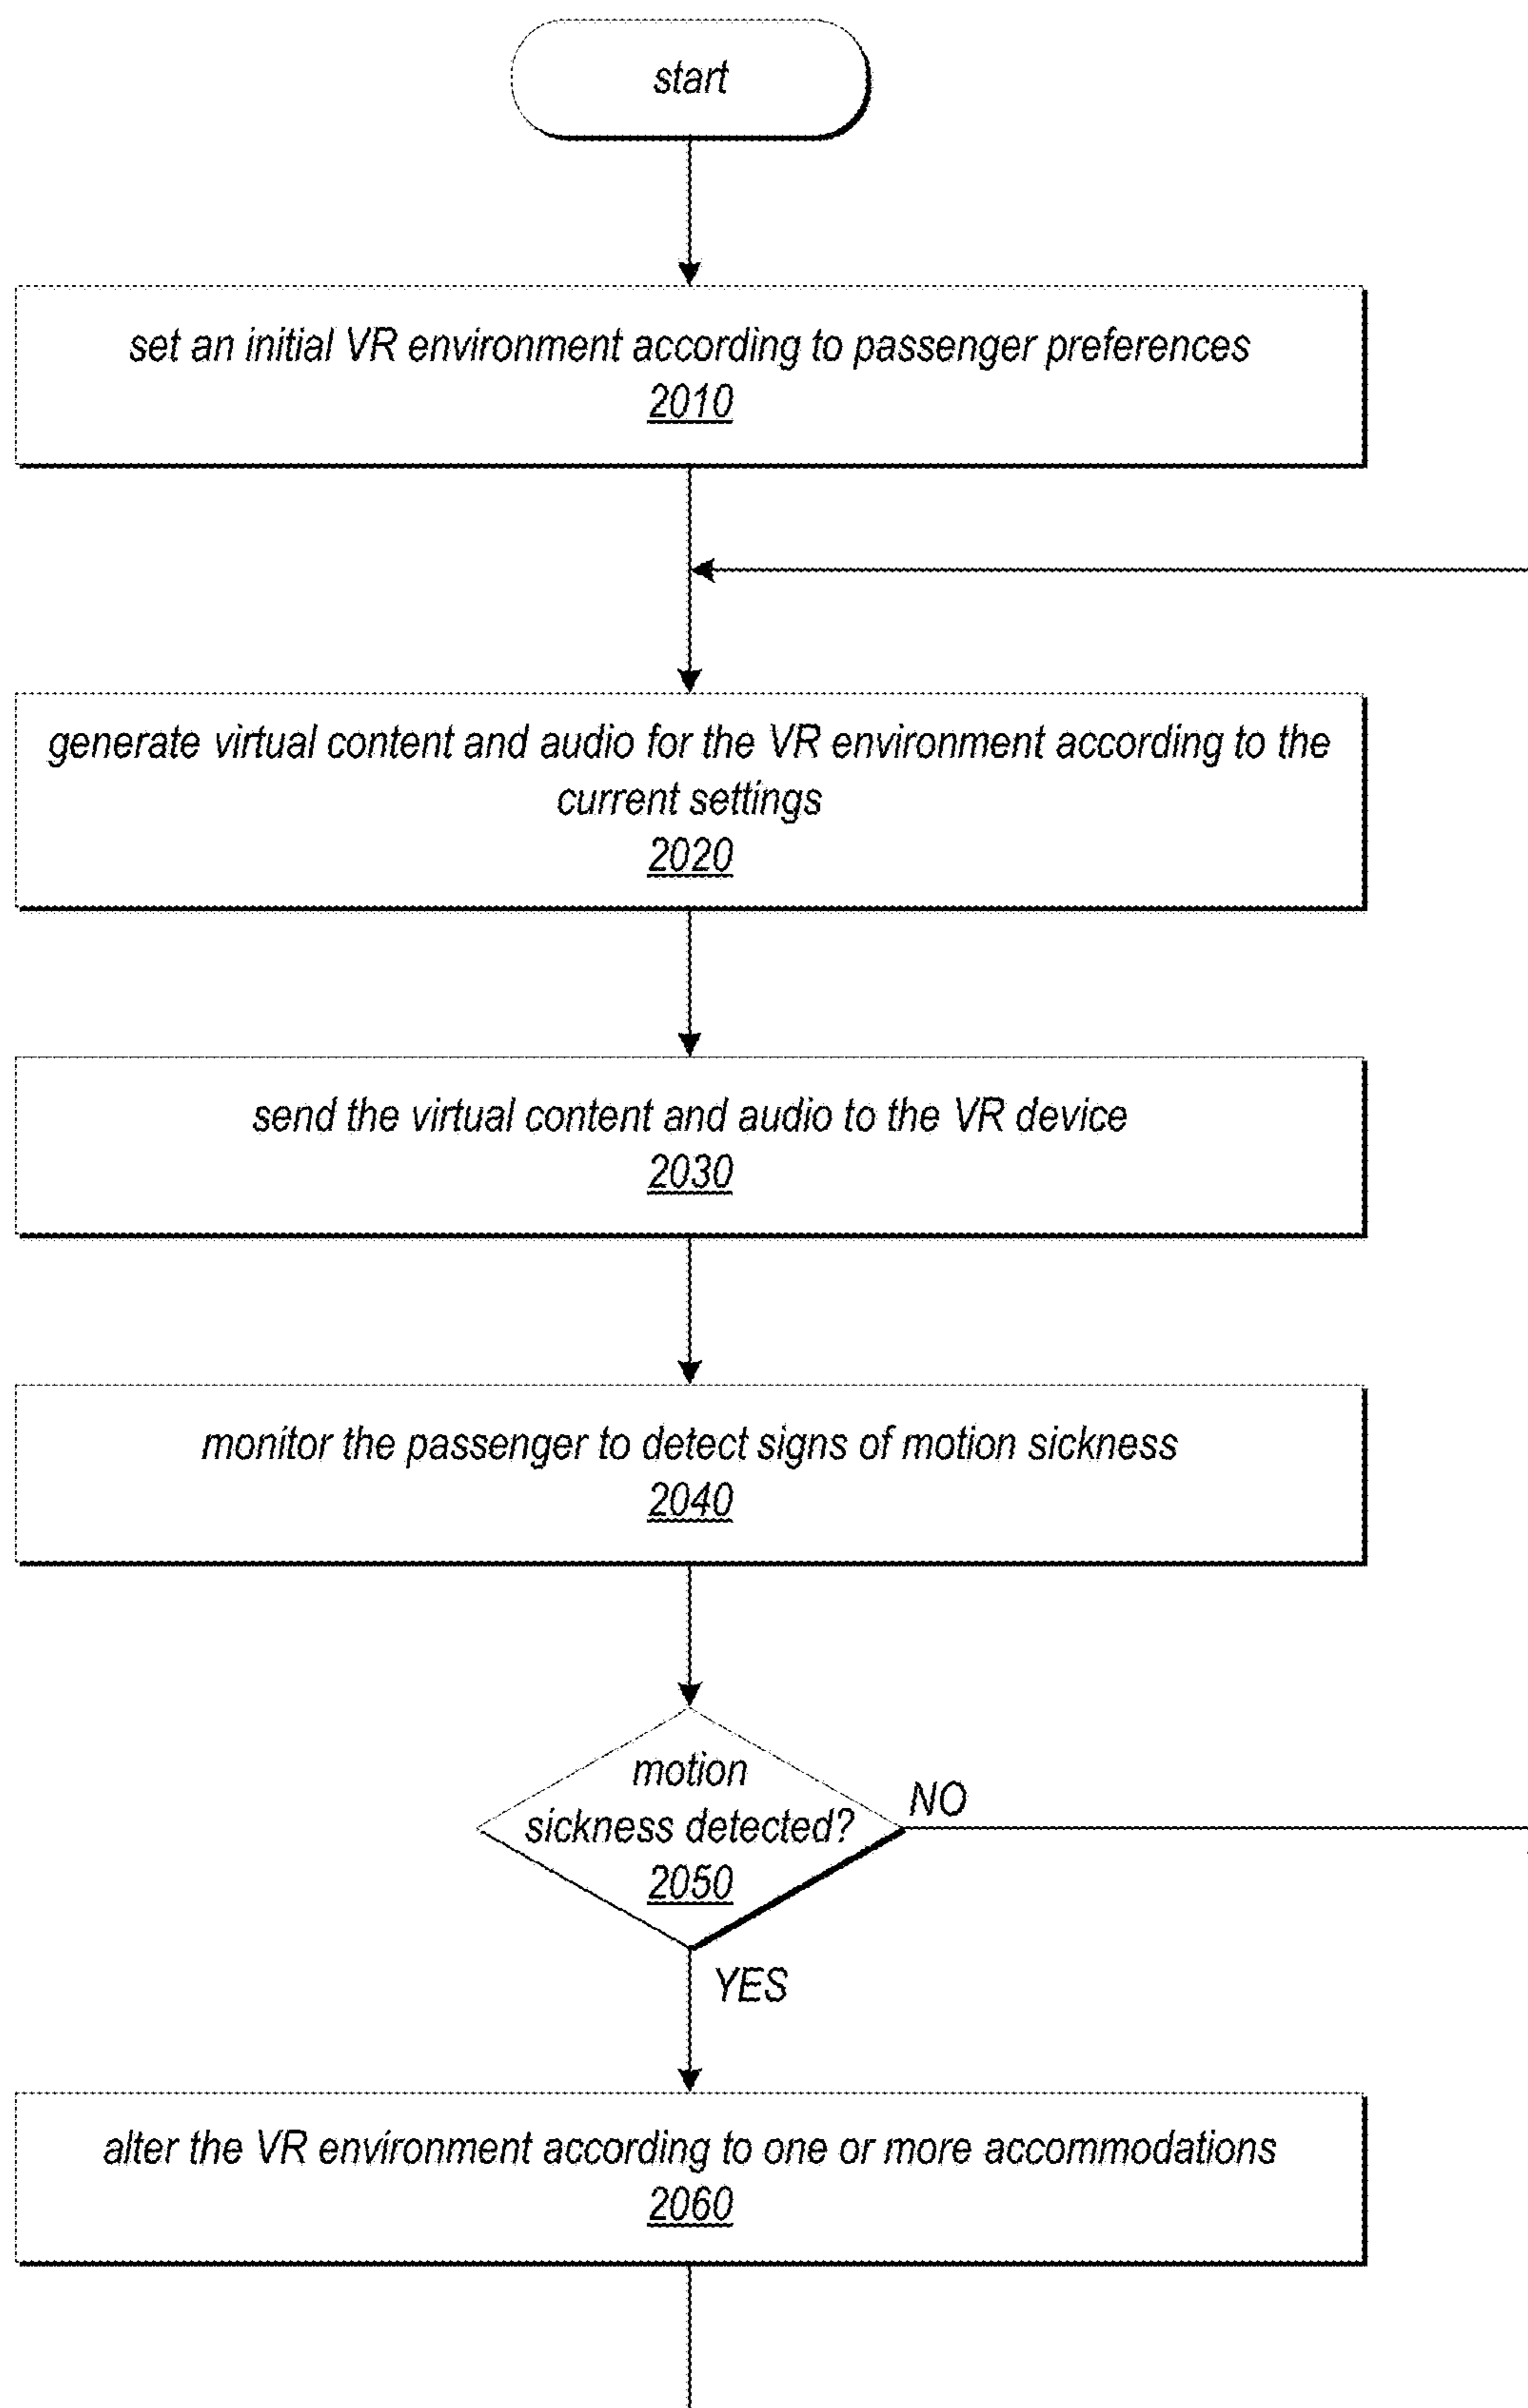 start
set an initial VR environment according to passenger preferences
2010
generate virtual content and audio for the VR environment according to the
current settings
2020
send the virtual content and audio to the VR device
2030
monitor the passenger to detect signs of motion sickness
2040
motion
sickness detected?
2050
NO
YES
alter the VR environment according to one or more accommodations
2060